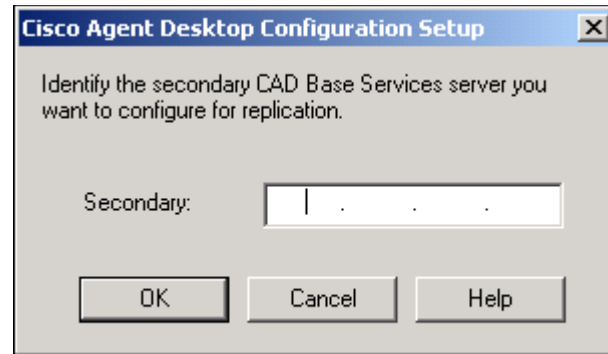 Cisco Agent Desktop Configuration Setup
Identify the secondary CAD Base Services server you
want to configure for replication.
Secondary: . . .
OK Cancel Help